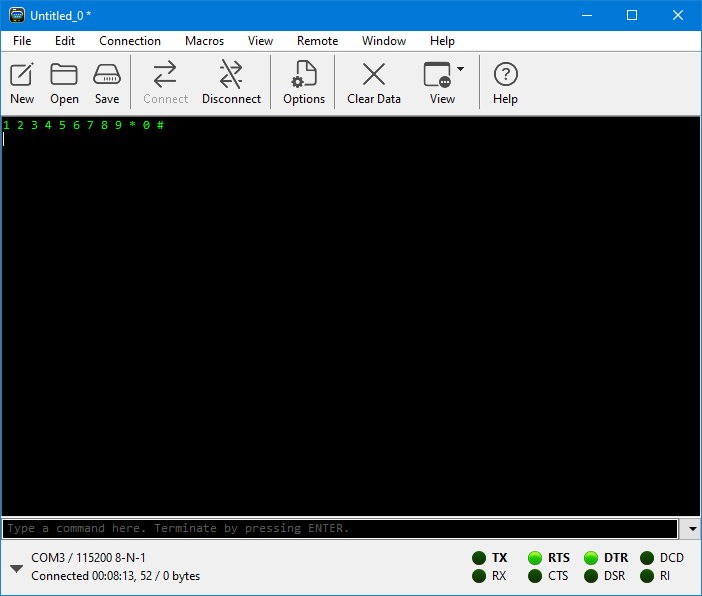 Untitled_0 *
File Edit Connection Macros View Remote Window Help
New Open Save Connect Disconnect Options Clear Data View Help
1 2 3 4 5 6 7 8 9 * 0 #
Type a command here. Terminate by pressing ENTER.
COM3 / 115200 8-N-1 TX RTS DTR DCD
Connected 00:08:13, 52 / 0 bytes RX CTS DSR RI